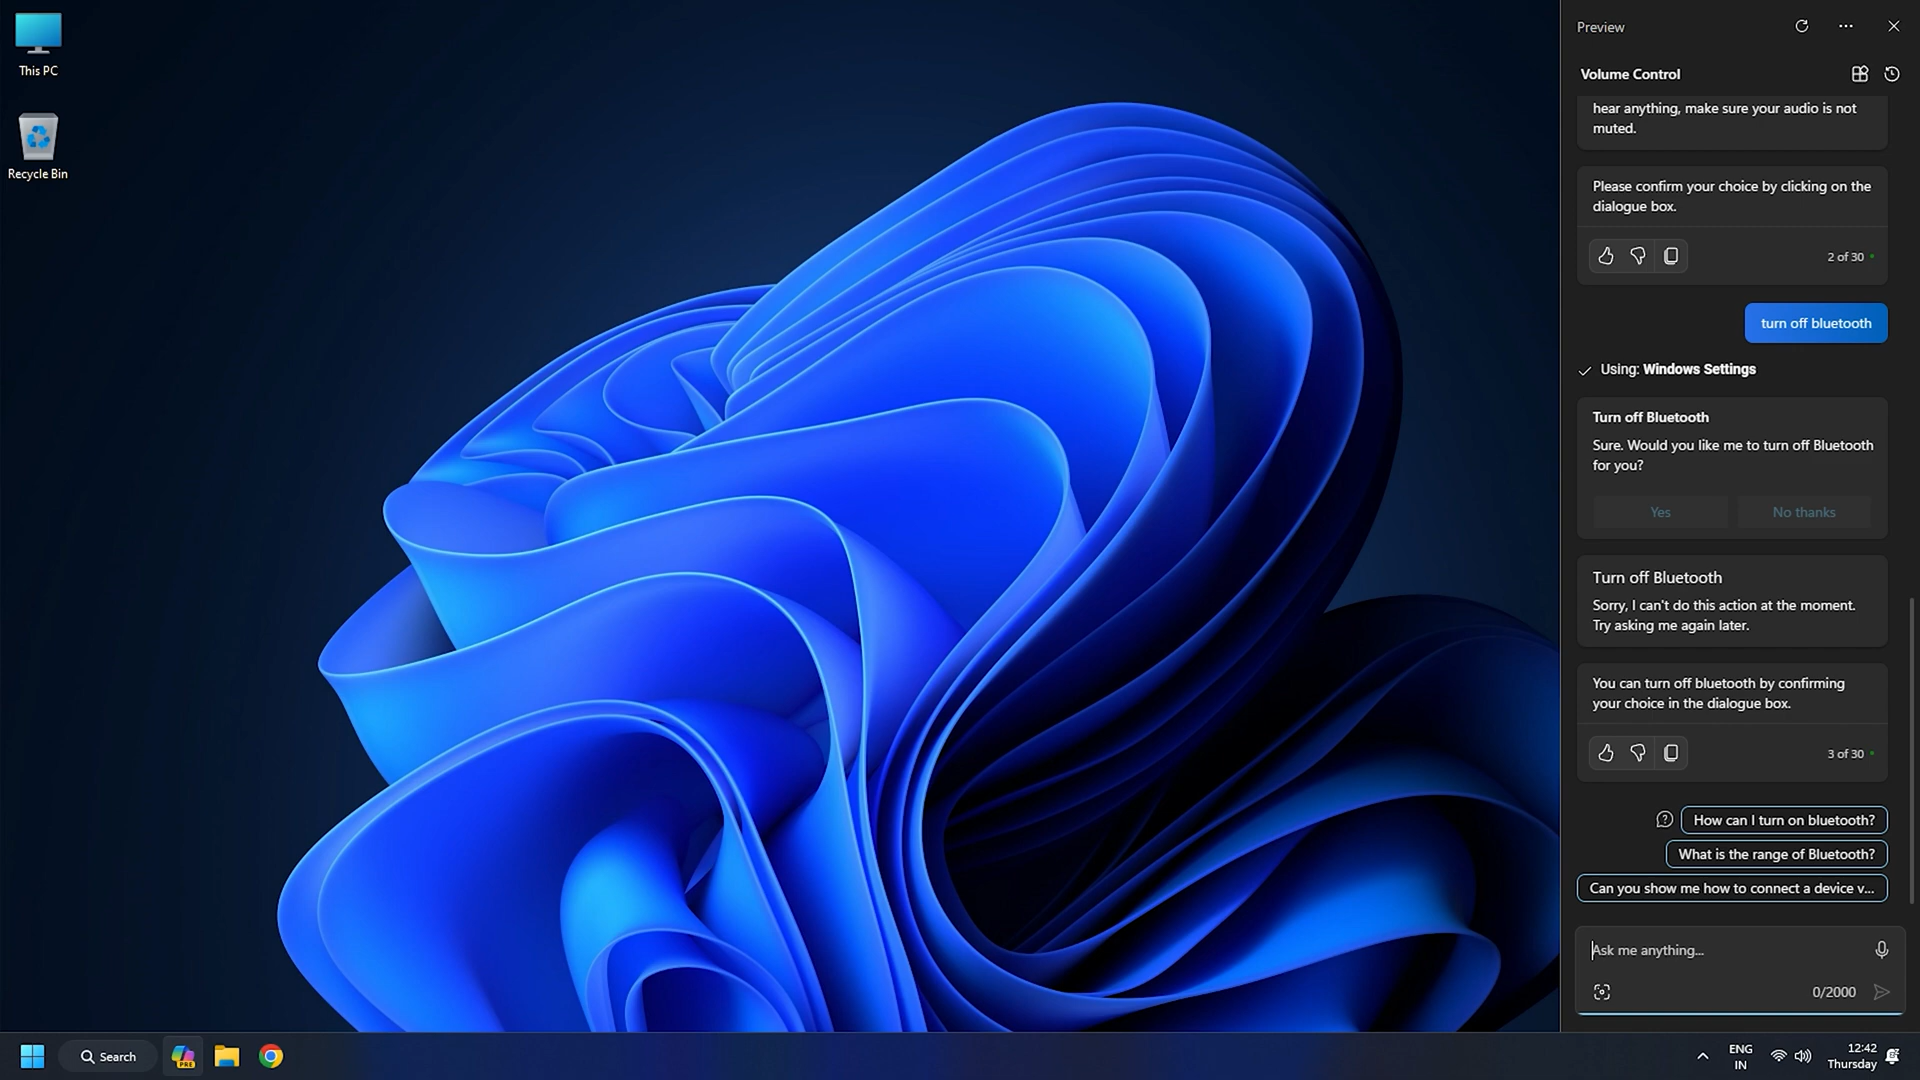 This PC
Recycle Bin
Preview
Volume Control
hear anything, make sure your audio is not
muted.
Please confirm your choice by clicking on the
dialogue box.
2 of 30
turn off bluetooth
Using: Windows Settings
Turn off Bluetooth
Sure. Would you like me to turn off Bluetooth
for you?
Yes
No thanks
Turn off Bluetooth
Sorry, I can't do this action at the moment.
Try asking me again later.
You can turn off bluetooth by confirming
your choice in the dialogue box.
3 of 30
How can I turn on bluetooth?
What is the range of Bluetooth?
Can you show me how to connect a device v...
Ask me anything...
0/2000
Search
PRE
ENG
IN
12:42
Thursday